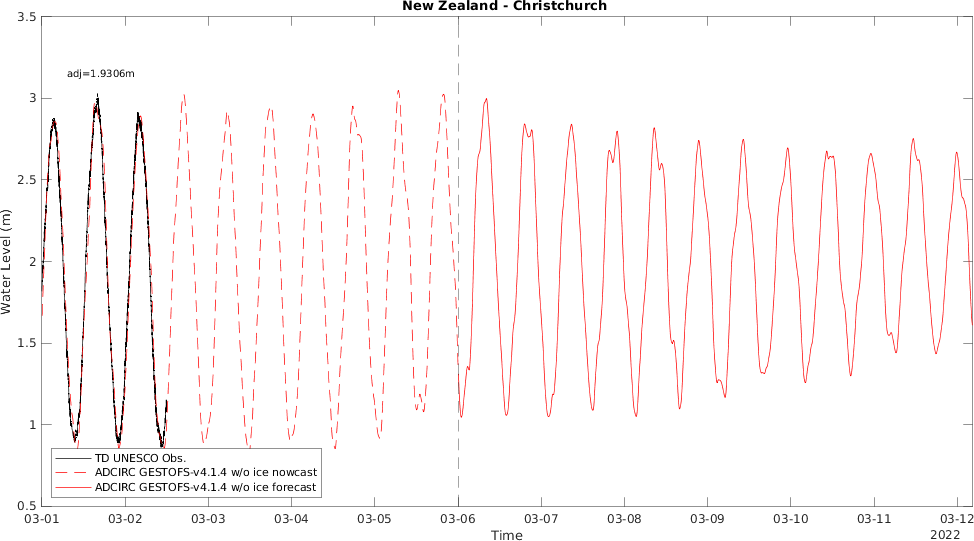 New Zealand - Christchurch
adj=1.9306m
3.5
3
2.5
2
1.5
1
0.5
Water Level (m)
TD UNESCO Obs.
ADCIRC GESTOFS-v4.1.4 w/o ice nowcast
ADCIRC GESTOFS-v4.1.4 w/o ice forecast
03-01 03-02 03-03 03-04 03-05 03-06 03-07 03-08 03-09 03-10 03-11 03-12
Time
2022